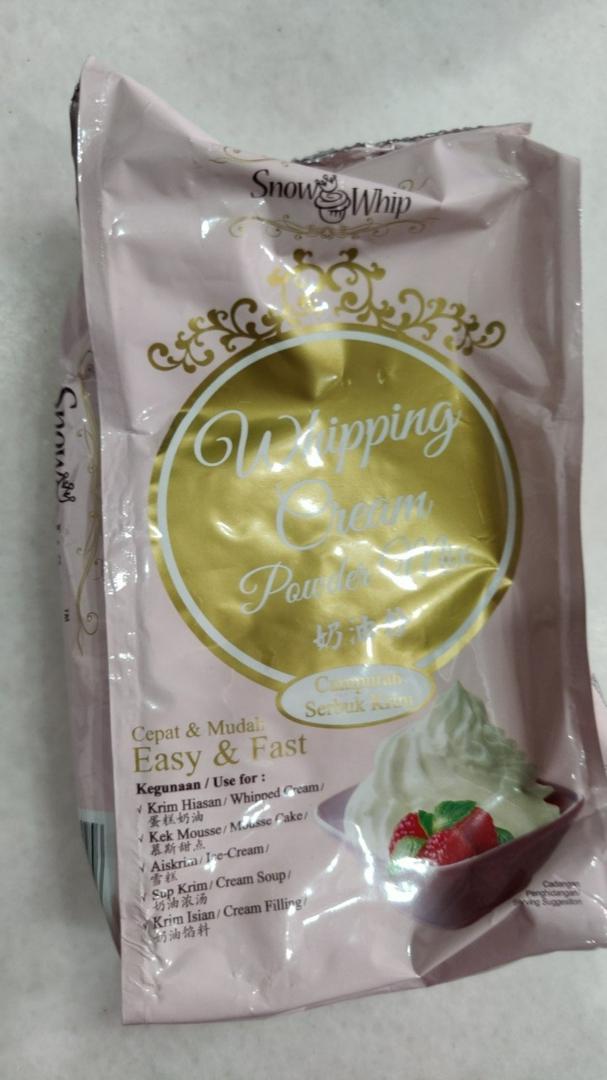 Snow Whip
Whipping
Cream
Powder Mix
奶油粉
Campuran
Serbuk Krim
Cepat & Mudah
Easy & Fast
Kegunaan / Use for :
√ Krim Hiasan / Whipped Cream /
蛋糕奶油
√ Kek Mousse / Mousse Cake /
慕斯甜点
√ Aiskrim / Ice-Cream /
雪糕
√ Sup Krim / Cream Soup /
奶油浓汤
√ Krim Isian / Cream Filling /
奶油馅料
Cadangan
Penghidangan
Serving Suggestion
Snow
TM